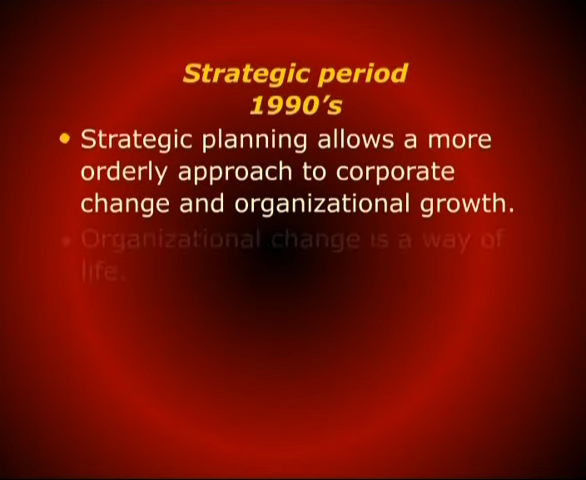 Strategic period
1990's
• Strategic planning allows a more
orderly approach to corporate
change and organizational growth.
• Organizational change is a way of
life.